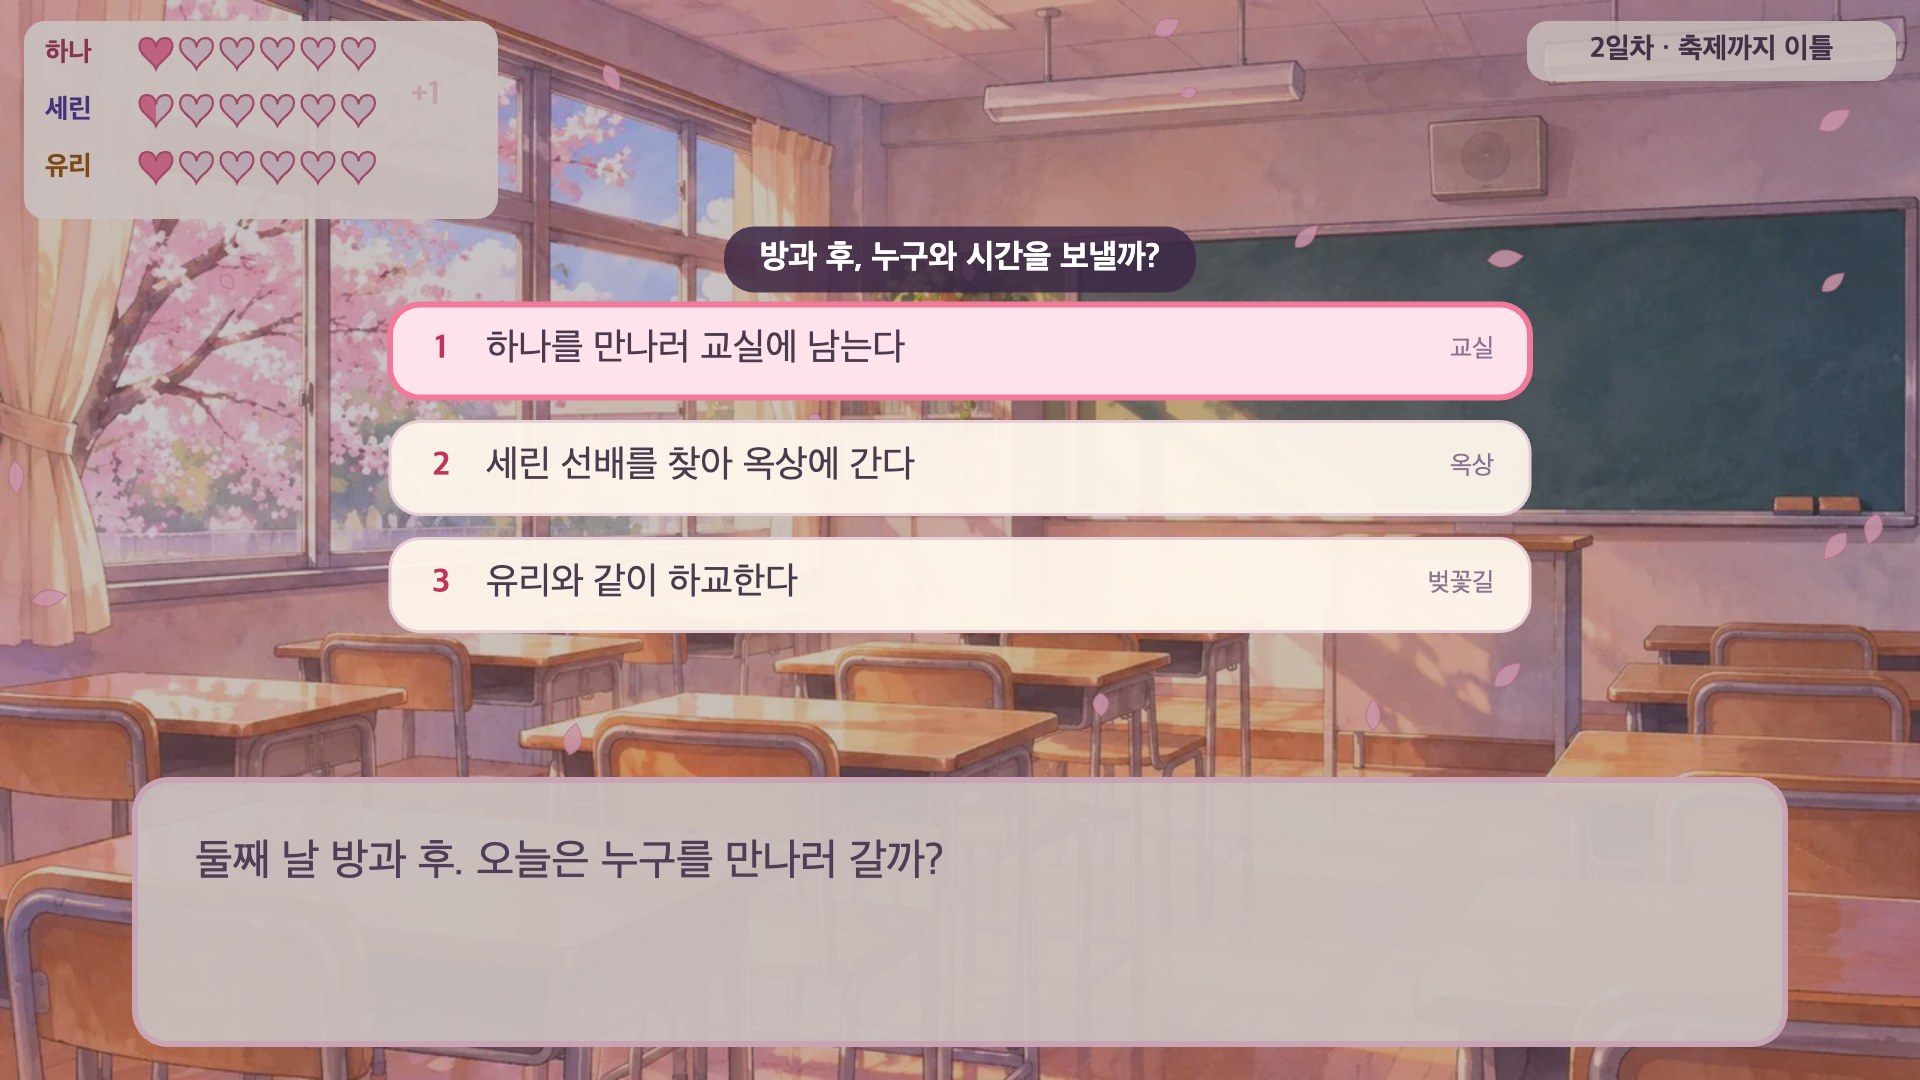 하나
세린
+1
유리
2일차 · 축제까지 이틀
방과 후, 누구와 시간을 보낼까?
1 하나를 만나러 교실에 남는다 교실
2 세린 선배를 찾아 옥상에 간다 옥상
3 유리와 같이 하교한다 벚꽃길
둘째 날 방과 후. 오늘은 누구를 만나러 갈까?